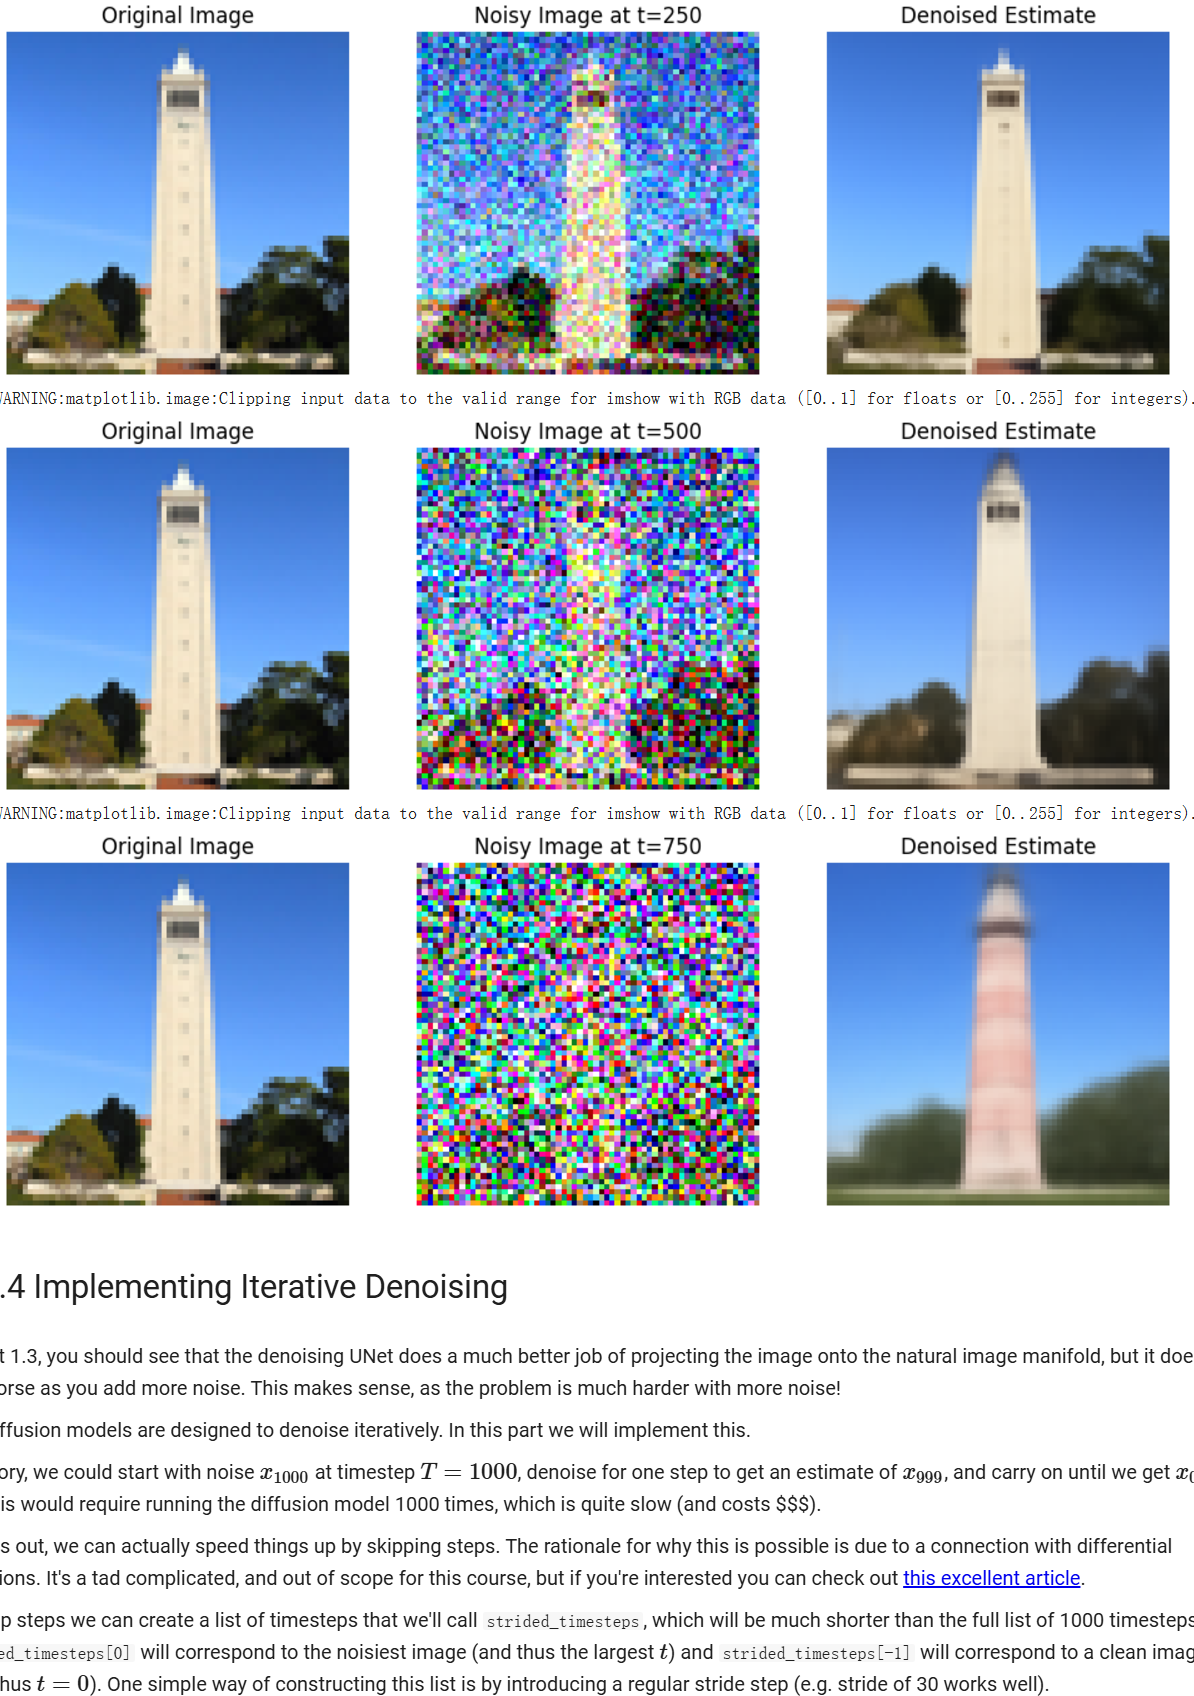 Original Image Noisy Image at t=250 Denoised Estimate
WARNING:matplotlib.image:Clipping input data to the valid range for imshow with RGB data ([0..1] for floats or [0..255] for integers).
Original Image Noisy Image at t=500 Denoised Estimate
WARNING:matplotlib.image:Clipping input data to the valid range for imshow with RGB data ([0..1] for floats or [0..255] for integers).
Original Image Noisy Image at t=750 Denoised Estimate
.4 Implementing Iterative Denoising
t 1.3, you should see that the denoising UNet does a much better job of projecting the image onto the natural image manifold, but it doe
orse as you add more noise. This makes sense, as the problem is much harder with more noise!
ffusion models are designed to denoise iteratively. In this part we will implement this.
ory, we could start with noise x_1000 at timestep T = 1000, denoise for one step to get an estimate of x_999, and carry on until we get x_0
is would require running the diffusion model 1000 times, which is quite slow (and costs $$$).
s out, we can actually speed things up by skipping steps. The rationale for why this is possible is due to a connection with differential
ions. It's a tad complicated, and out of scope for this course, but if you're interested you can check out this excellent article.
p steps we can create a list of timesteps that we'll call strided_timesteps, which will be much shorter than the full list of 1000 timesteps
ed_timesteps[0] will correspond to the noisiest image (and thus the largest t) and strided_timesteps[-1] will correspond to a clean imag
hus t = 0). One simple way of constructing this list is by introducing a regular stride step (e.g. stride of 30 works well).